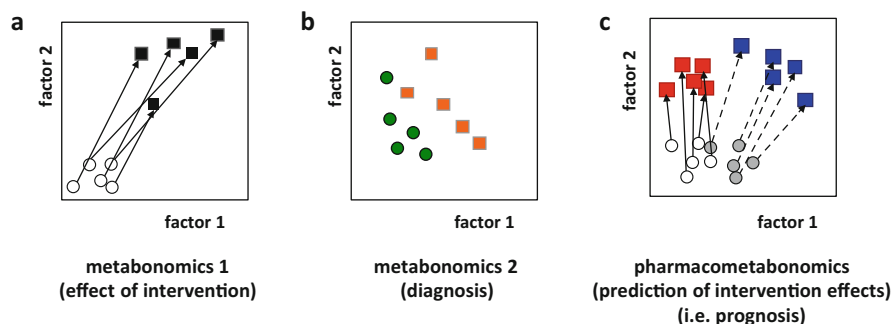 a
factor 2
factor 1
metabonomics 1
(effect of intervention)
b
factor 2
factor 1
metabonomics 2
(diagnosis)
c
factor 2
factor 1
pharmacometabonomics
(prediction of intervention effects)
(i.e. prognosis)